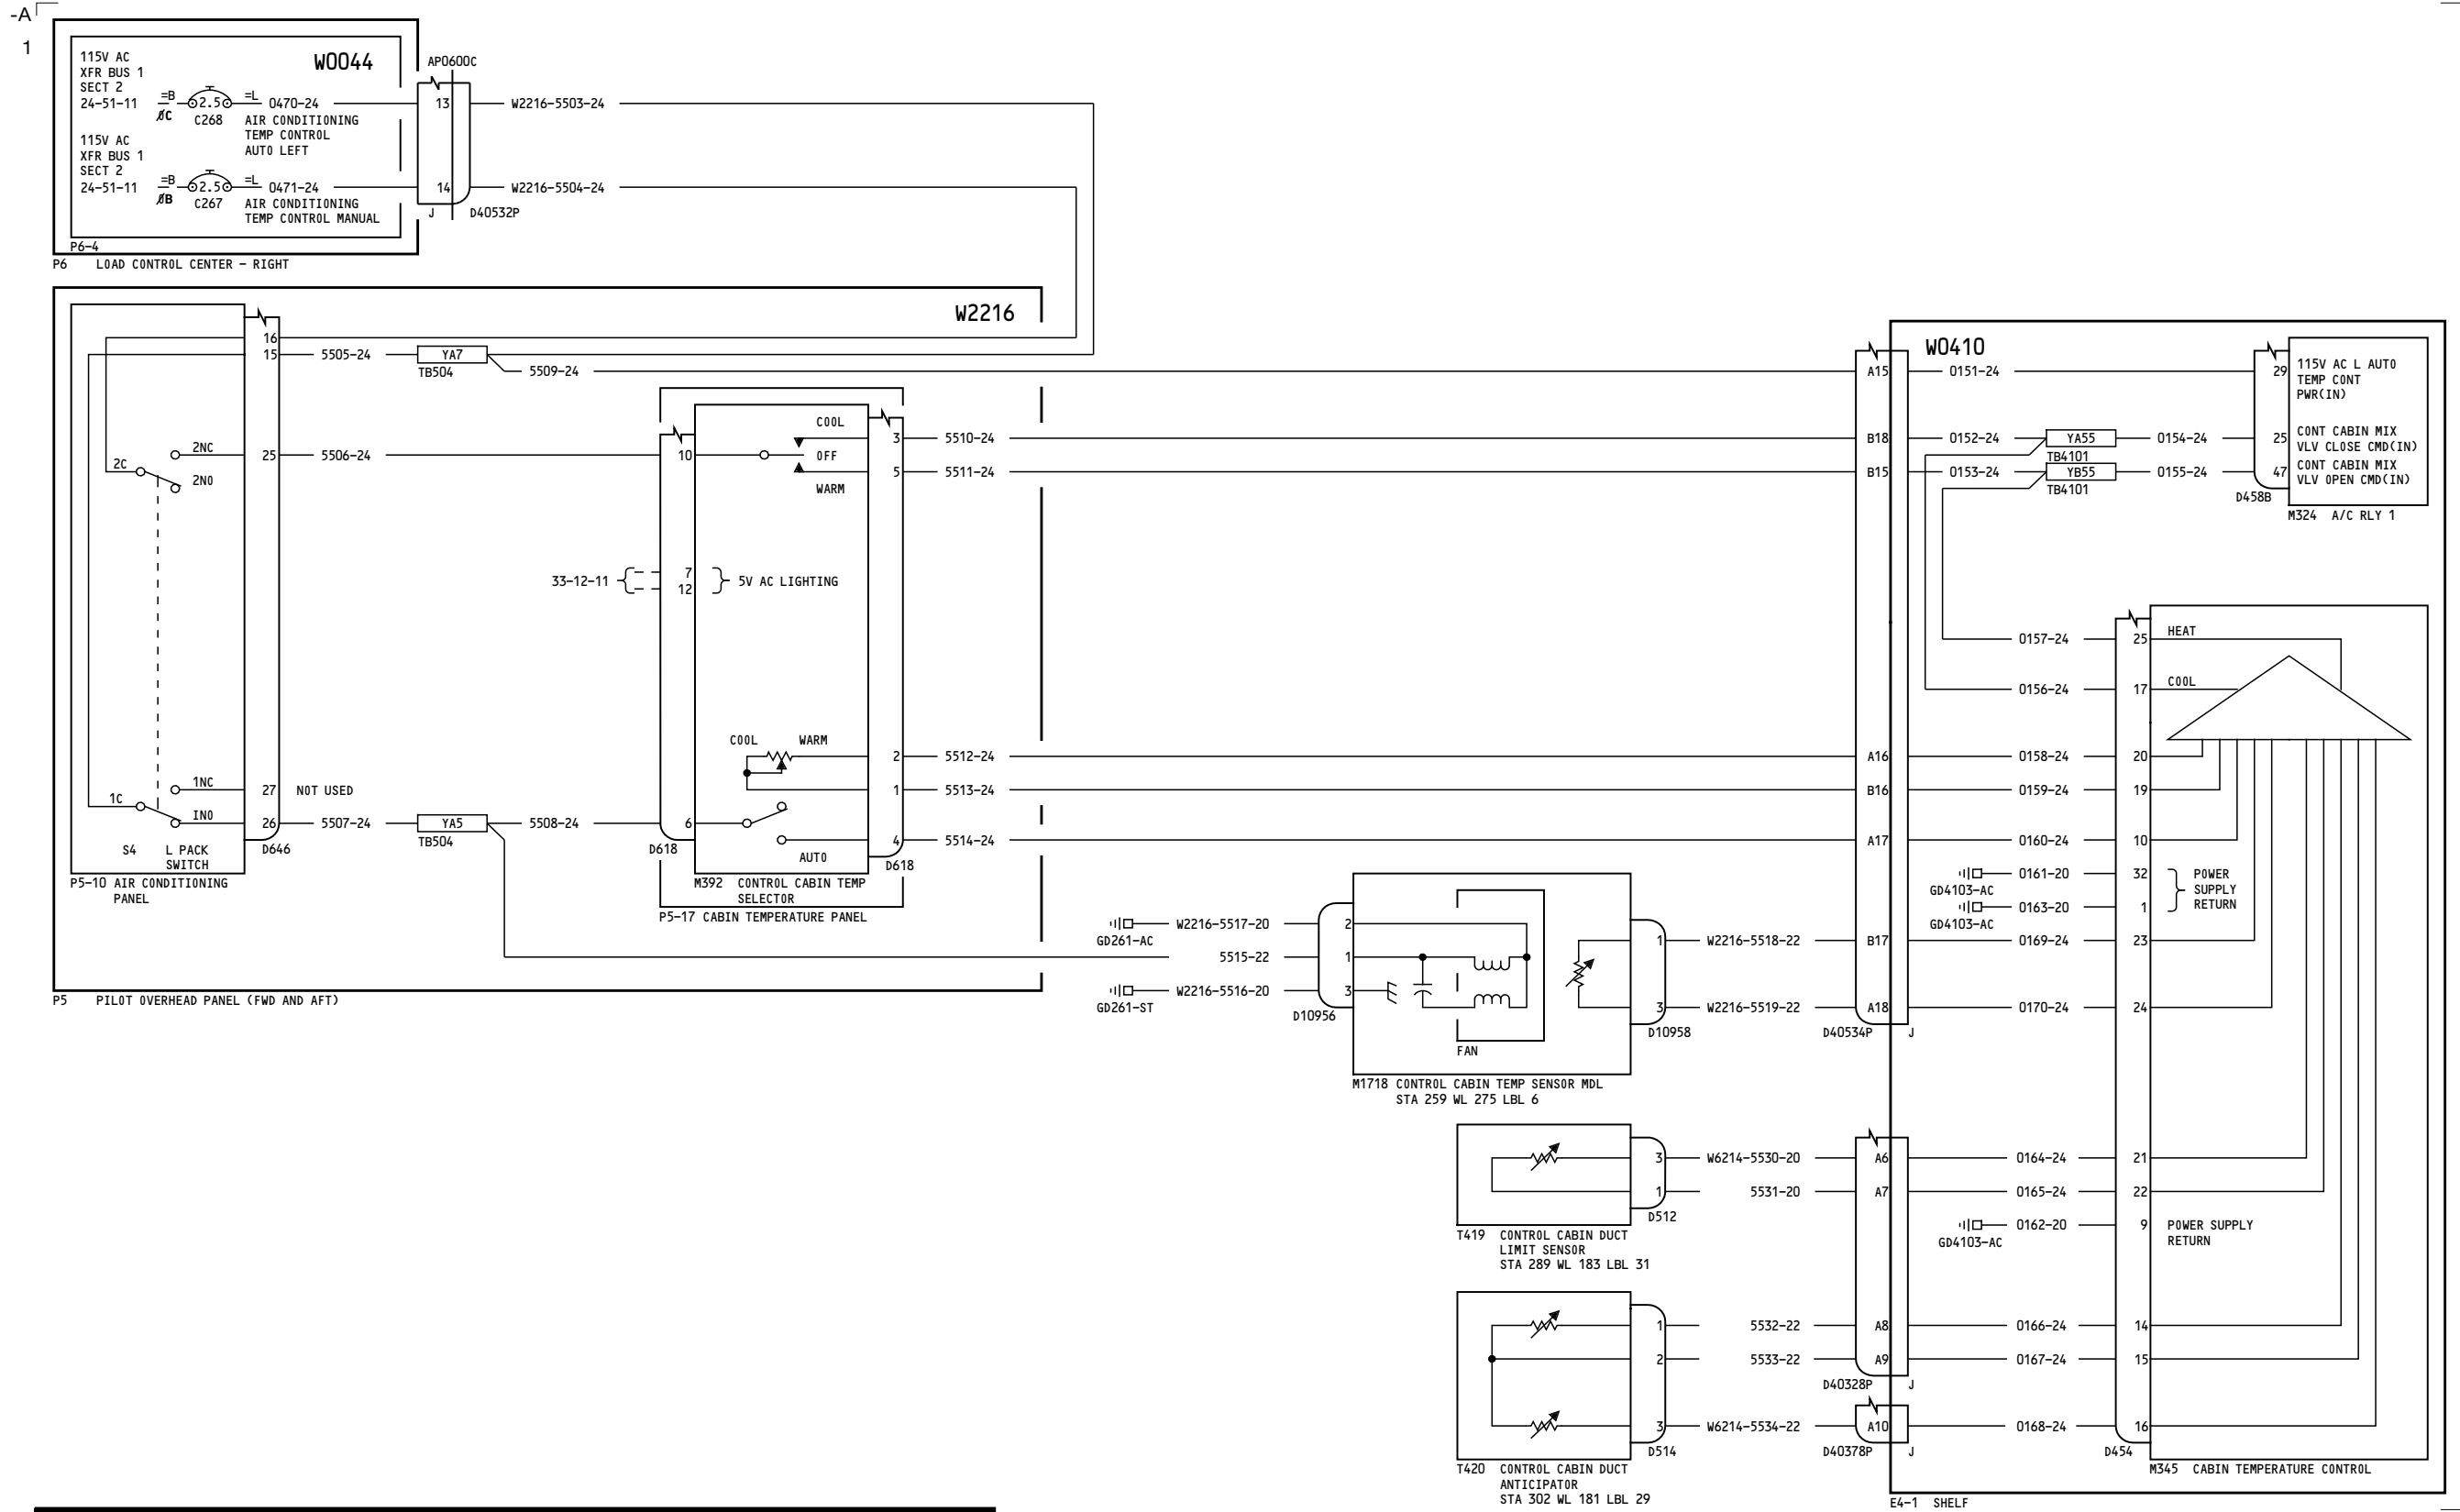 -A
1
115V AC
XFR BUS 1
SECT 2
24-51-11
=B
ØC
2.5
C268
=L
0470-24
AIR CONDITIONING
TEMP CONTROL
AUTO LEFT
W0044
115V AC
XFR BUS 1
SECT 2
24-51-11
=B
ØB
2.5
C267
=L
0471-24
AIR CONDITIONING
TEMP CONTROL MANUAL
P6-4
P6 LOAD CONTROL CENTER - RIGHT
AP0600C
13
14
J
D40532P
W2216-5503-24
W2216-5504-24
W2216
16
15
5505-24
YA7
TB504
5509-24
2NC
2C
2NO
25
5506-24
1NC
1C
INO
27
NOT USED
26
5507-24
YA5
TB504
5508-24
S4 L PACK
SWITCH
D646
P5-10 AIR CONDITIONING
PANEL
10
COOL
OFF
WARM
3
5
5510-24
5511-24
33-12-11
7
12
5V AC LIGHTING
COOL
WARM
2
1
5512-24
5513-24
6
AUTO
4
5514-24
D618
D618
M392 CONTROL CABIN TEMP
SELECTOR
P5-17 CABIN TEMPERATURE PANEL
P5 PILOT OVERHEAD PANEL (FWD AND AFT)
GD261-AC
W2216-5517-20
2
5515-22
1
GD261-ST
W2216-5516-20
3
D10956
FAN
1
W2216-5518-22
3
W2216-5519-22
D10958
M1718 CONTROL CABIN TEMP SENSOR MDL
STA 259 WL 275 LBL 6
3
W6214-5530-20
1
5531-20
D512
T419 CONTROL CABIN DUCT
LIMIT SENSOR
STA 289 WL 183 LBL 31
1
5532-22
2
5533-22
3
W6214-5534-22
D514
T420 CONTROL CABIN DUCT
ANTICIPATOR
STA 302 WL 181 LBL 29
W0410
A15
0151-24
29
115V AC L AUTO
TEMP CONT
PWR(IN)
B18
0152-24
YA55
TB4101
0154-24
25
CONT CABIN MIX
VLV CLOSE CMD(IN)
B15
0153-24
YB55
TB4101
0155-24
47
CONT CABIN MIX
VLV OPEN CMD(IN)
D458B
M324 A/C RLY 1
0157-24
25
HEAT
0156-24
17
COOL
A16
0158-24
20
B16
0159-24
19
A17
0160-24
10
GD4103-AC
0161-20
32
GD4103-AC
0163-20
1
POWER
SUPPLY
RETURN
B17
0169-24
23
A18
0170-24
24
D40534P
J
A6
0164-24
21
A7
0165-24
22
GD4103-AC
0162-20
9
POWER SUPPLY
RETURN
A8
0166-24
14
A9
0167-24
15
D40328P
J
A10
0168-24
16
D40378P
J
D454
M345 CABIN TEMPERATURE CONTROL
E4-1 SHELF